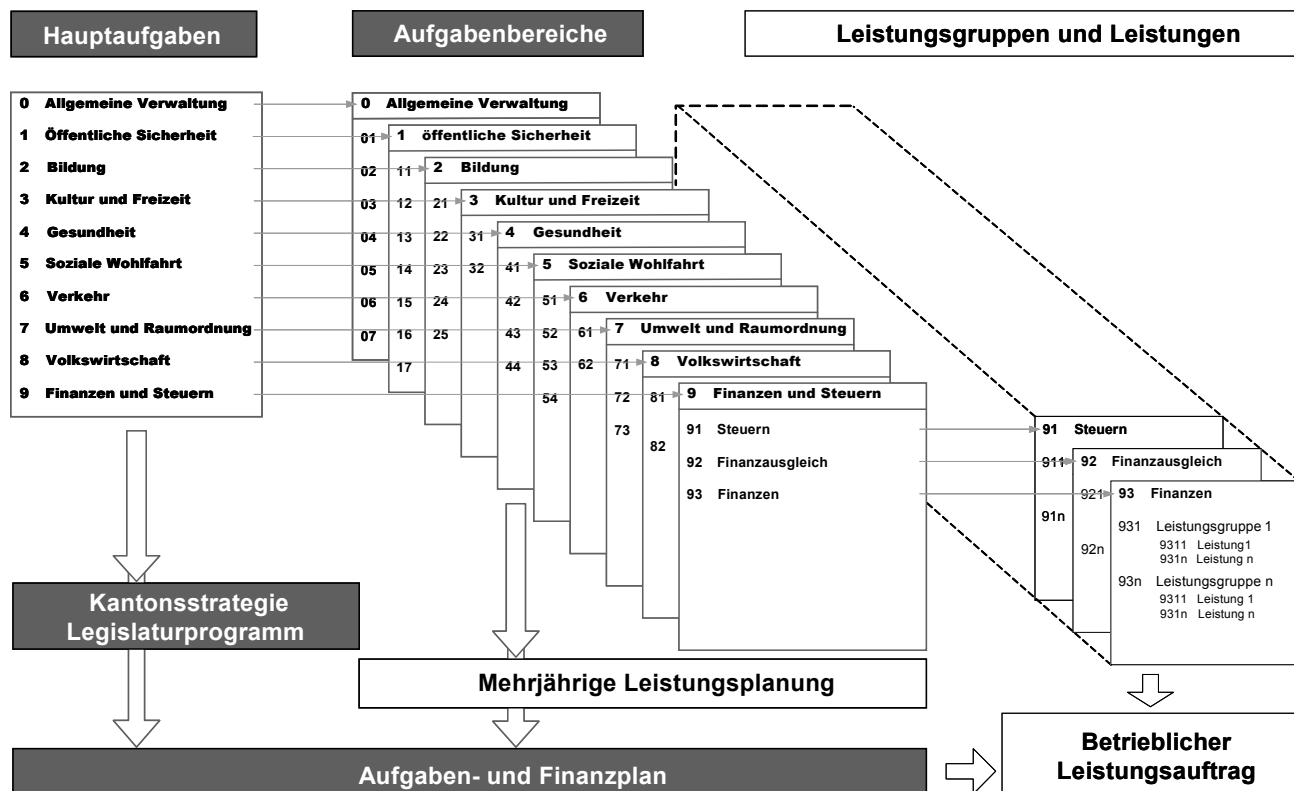 Hauptaufgaben
Aufgabenbereiche
Leistungsgruppen und Leistungen
0 Allgemeine Verwaltung
1 Öffentliche Sicherheit
2 Bildung
3 Kultur und Freizeit
4 Gesundheit
5 Soziale Wohlfahrt
6 Verkehr
7 Umwelt und Raumordnung
8 Volkswirtschaft
9 Finanzen und Steuern
0 Allgemeine Verwaltung
01
02
03
04
05
06
07
1 öffentliche Sicherheit
11
12
13
14
15
16
17
2 Bildung
21
22
23
24
25
3 Kultur und Freizeit
31
32
4 Gesundheit
41
42
43
44
5 Soziale Wohlfahrt
51
52
53
54
6 Verkehr
61
62
7 Umwelt und Raumordnung
71
72
73
8 Volkswirtschaft
81
82
9 Finanzen und Steuern
91 Steuern
92 Finanzausgleich
93 Finanzen
91 Steuern
911
91n
92 Finanzausgleich
921
92n
93 Finanzen
931 Leistungsgruppe 1
9311 Leistung1
931n Leistung n
93n Leistungsgruppe n
9311 Leistung 1
931n Leistung n
Kantonsstrategie
Legislaturprogramm
Mehrjährige Leistungsplanung
Aufgaben- und Finanzplan
Betrieblicher
Leistungsauftrag